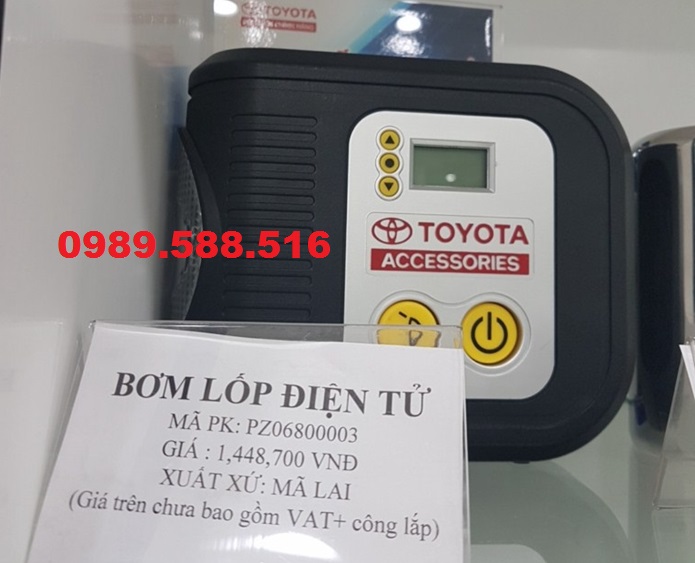 TOYOTA
TOYOTA
ACCESSORIES
0989.588.516
BƠM LỐP ĐIỆN TỬ
MÃ PK: PZ06800003
GIÁ : 1,448,700 VNĐ
XUẤT XỨ: MÃ LAI
(Giá trên chưa bao gồm VAT+ công lắp)